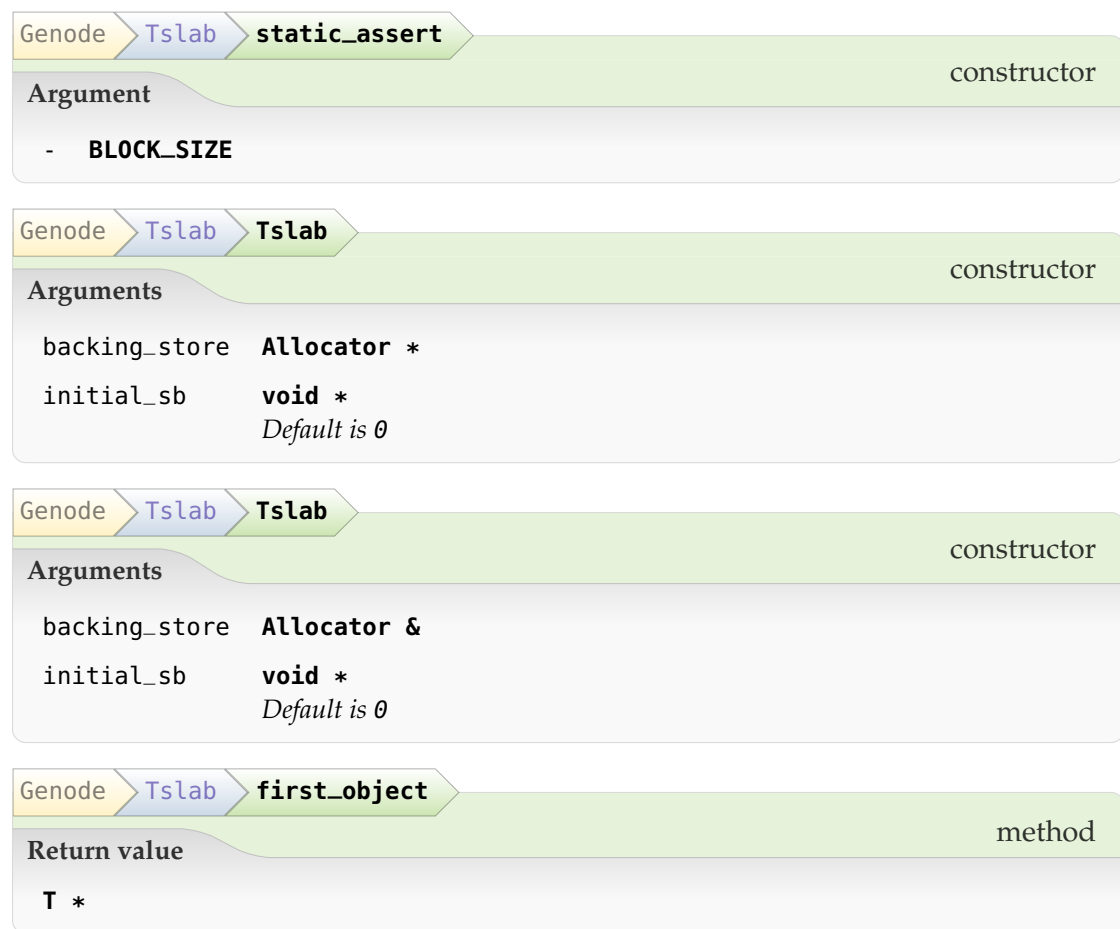 Genode Tslab static_assert
constructor
Argument
- BLOCK_SIZE
Genode Tslab Tslab
constructor
Arguments
backing_store Allocator *
initial_sb void *
Default is 0
Genode Tslab Tslab
constructor
Arguments
backing_store Allocator &
initial_sb void *
Default is 0
Genode Tslab first_object
method
Return value
T *